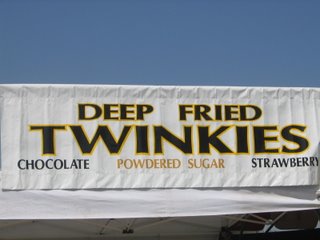 DEEP FRIED
TWINKIES
CHOCOLATE POWDERED SUGAR STRAWBERRY